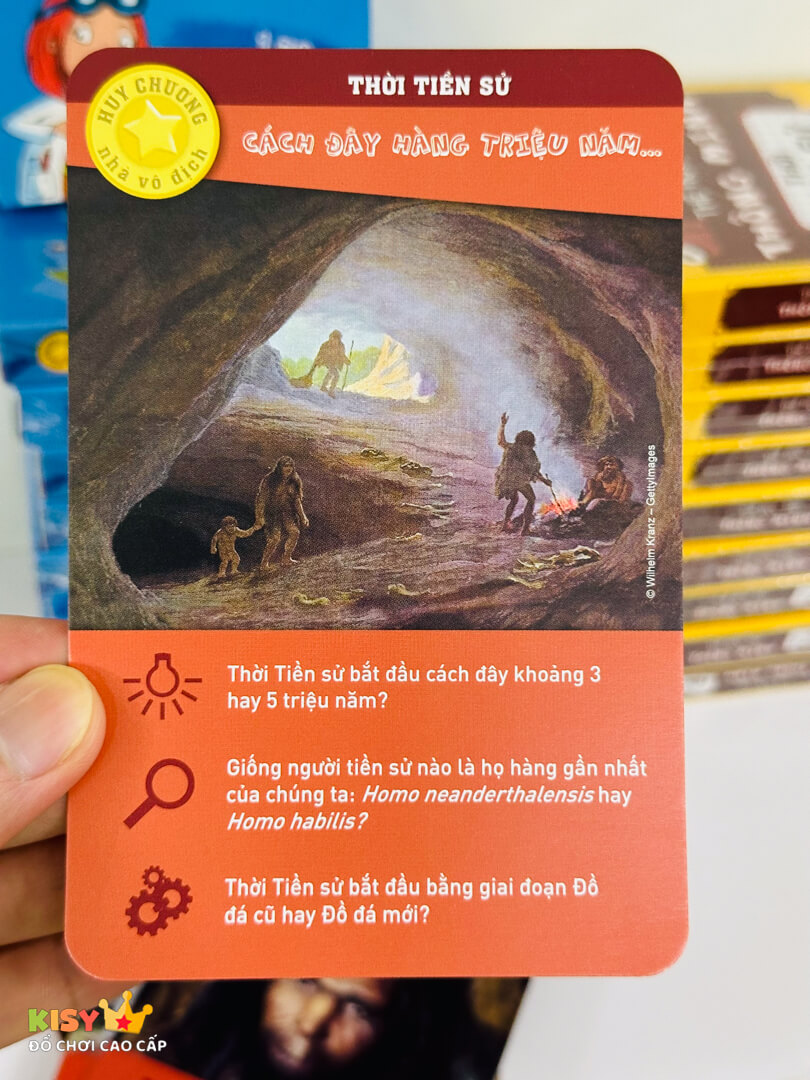 THỜI TIỀN SỬ
HUY CHƯƠNG
nhà vô địch
CÁCH ĐÂY HÀNG TRIỆU NĂM...
© Wilhelm Kranz – GettyImages
Thời Tiền sử bắt đầu cách đây khoảng 3
hay 5 triệu năm?
Giống người tiền sử nào là họ hàng gần nhất
của chúng ta: Homo neanderthalensis hay
Homo habilis?
Thời Tiền sử bắt đầu bằng giai đoạn Đồ
đá cũ hay Đồ đá mới?
KISY
ĐỒ CHƠI CAO CẤP